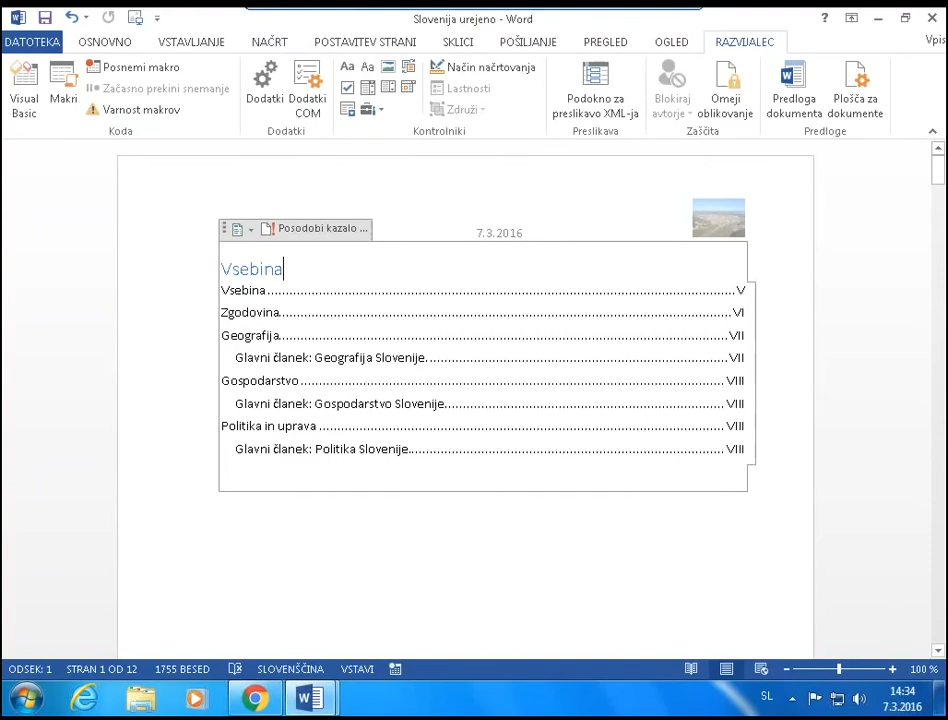 Slovenija urejeno - Word
?
DATOTEKA OSNOVNO VSTAVLJANJE NAČRT POSTAVITEV STRANI SKLICI POŠILJANJE PREGLED OGLED RAZVIJALEC Vpis
Visual Basic
Makri
Posnemi makro
Začasno prekini snemanje
Varnost makrov
Koda
Dodatki
Dodatki COM
Dodatki
Aa Aa
Način načrtovanja
Lastnosti
Združi
Kontrolniki
Podokno za preslikavo XML-ja
Preslikava
Blokiraj avtorje
Omeji oblikovanje
Zaščita
Predloga dokumenta
Plošča za dokumente
Predloge
Posodobi kazalo ...
7.3.2016
Vsebina
Vsebina V
Zgodovina VI
Geografija VII
Glavni članek: Geografija Slovenije. VII
Gospodarstvo VIII
Glavni članek: Gospodarstvo Slovenije VIII
Politika in uprava VIII
Glavni članek: Politika Slovenije. VIII
ODSEK: 1 STRAN 1 OD 12 1755 BESED SLOVENŠČINA VSTAVI 100 %
SL
14:34
7.3.2016